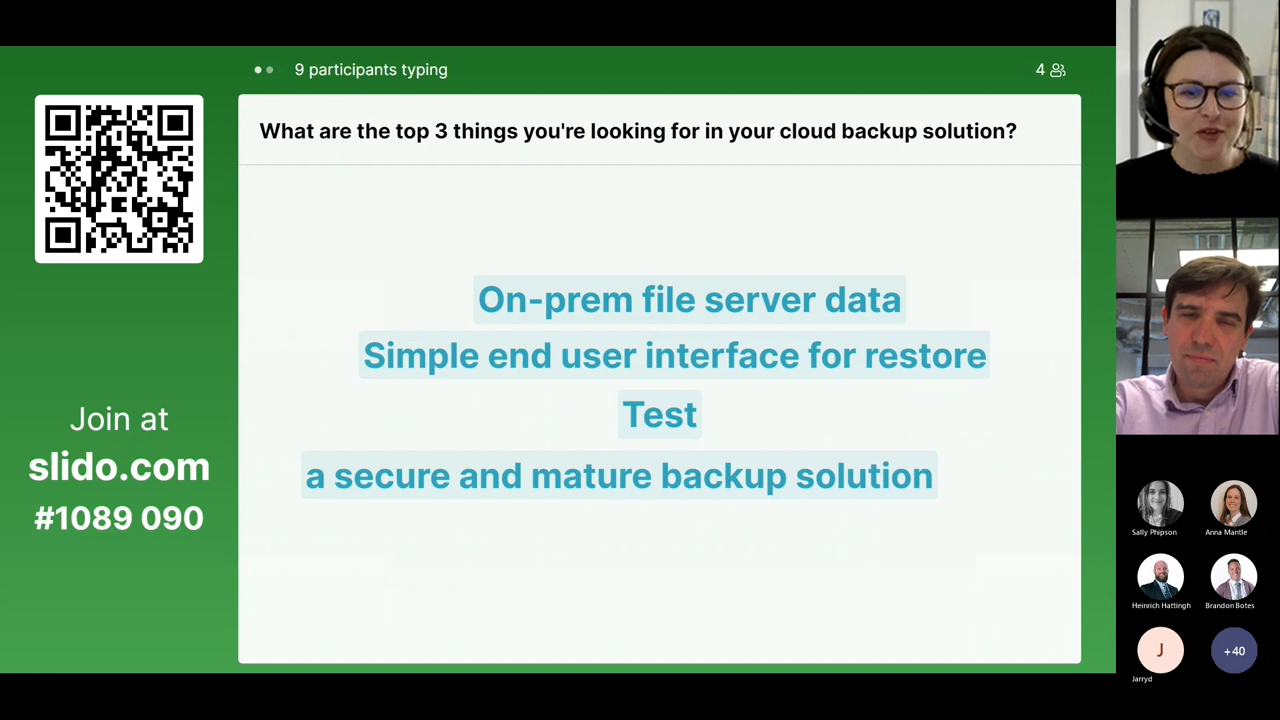 9 participants typing
4
What are the top 3 things you're looking for in your cloud backup solution?
On-prem file server data
Simple end user interface for restore
Test
a secure and mature backup solution
Join at
slido.com
#1089 090
Sally Phipson
Anna Mantle
Heinrich Hattingh
Brandon Botes
J
+40
Jarryd